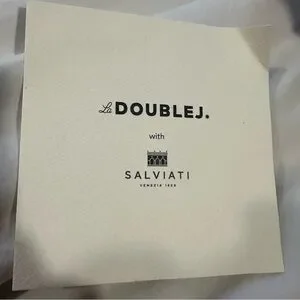 La DOUBLEJ.
with
SALVIATI
VENEZIA 1859